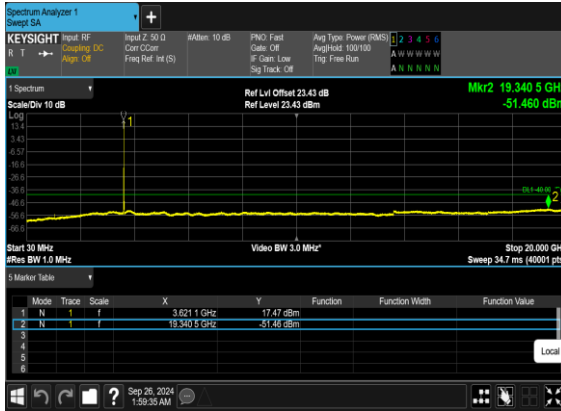 Spectrum Analyzer 1
Swept SA
+
KEYSIGHT Input: RF Input Z: 50 Ω #Atten: 10 dB PNO: Fast Avg Type: Power (RMS) 1 2 3 4 5 6
R T Coupling: DC Corr CCorr Gate: Off Avg|Hold: 100/100 A W W W W W
Align: Off Freq Ref: Int (S) IF Gain: Low Trig: Free Run
Sig Track: Off A N N N N N
1 Spectrum Ref Lvl Offset 23.43 dB Mkr2 19.340 5 GH
Scale/Div 10 dB Ref Level 23.43 dBm -51.460 dBm
Log
1
13.4
3.43
-6.57
-16.6
-26.6
-36.6
DL1 -40.00
2
-46.6
-56.6
-66.6
Start 30 MHz Video BW 3.0 MHz* Stop 20.000 GH
#Res BW 1.0 MHz Sweep 34.7 ms (40001 pts
5 Marker Table
Mode Trace Scale X Y Function Function Width Function Value
1 N 1 f 3.621 1 GHz 17.47 dBm
2 N 1 f 19.340 5 GHz -51.46 dBm
3
4
5
6
Local
? Sep 26, 2024
1:59:35 AM